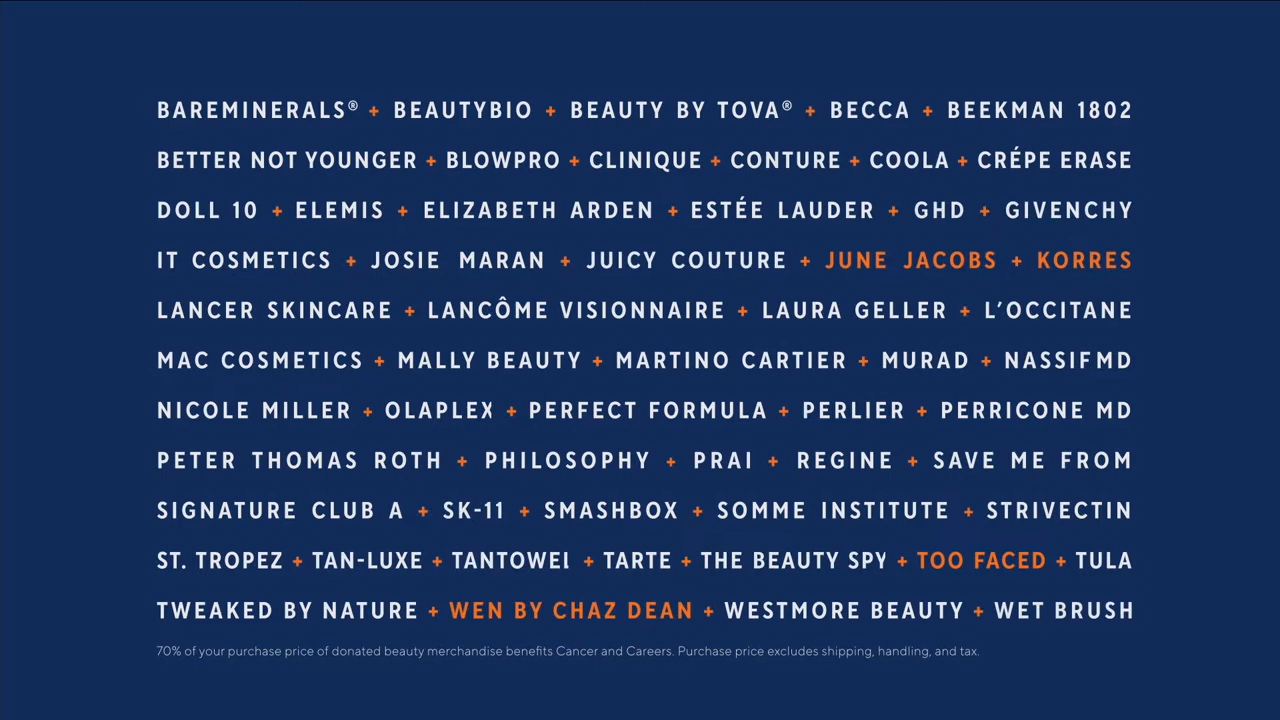 BAREMINERALS® + BEAUTYBIO + BEAUTY BY TOVA® + BECCA + BEEKMAN 1802
BETTER NOT YOUNGER + BLOWPRO + CLINIQUE + CONTURE + COOLA + CRÉPE ERASE
DOLL 10 + ELEMIS + ELIZABETH ARDEN + ESTÉE LAUDER + GHD + GIVENCHY
IT COSMETICS + JOSIE MARAN + JUICY COUTURE + JUNE JACOBS + KORRES
LANCER SKINCARE + LANCÔME VISIONNAIRE + LAURA GELLER + L'OCCITANE
MAC COSMETICS + MALLY BEAUTY + MARTINO CARTIER + MURAD + NASSIFMD
NICOLE MILLER + OLAPLEX + PERFECT FORMULA + PERLIER + PERRICONE MD
PETER THOMAS ROTH + PHILOSOPHY + PRAI + REGINE + SAVE ME FROM
SIGNATURE CLUB A + SK-11 + SMASHBOX + SOMME INSTITUTE + STRIVECTIN
ST. TROPEZ + TAN-LUXE + TANTOWEL + TARTE + THE BEAUTY SPY + TOO FACED + TULA
TWEAKED BY NATURE + WEN BY CHAZ DEAN + WESTMORE BEAUTY + WET BRUSH
70% of your purchase price of donated beauty merchandise benefits Cancer and Careers. Purchase price excludes shipping, handling, and tax.